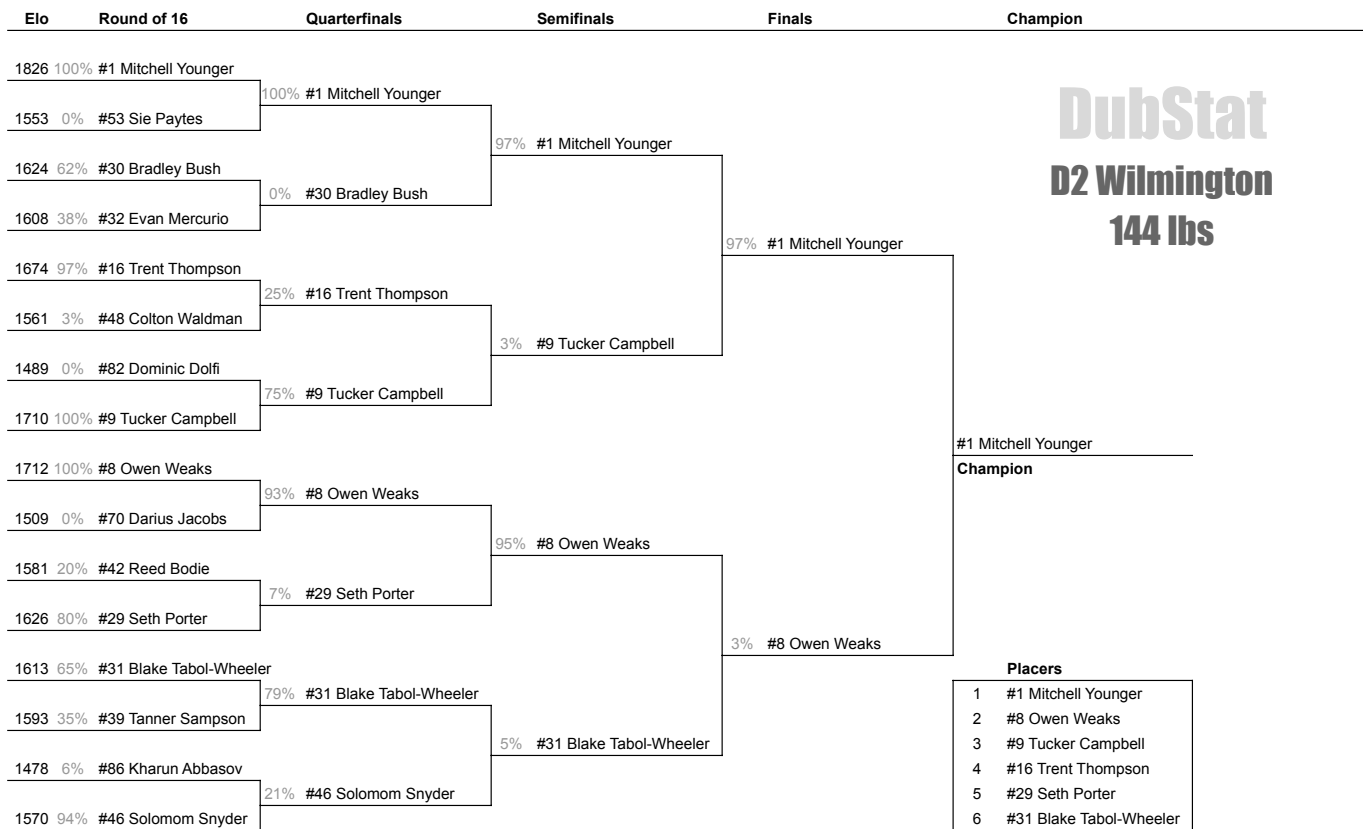 Elo Round of 16 Quarterfinals Semifinals Finals Champion
1826 100% #1 Mitchell Younger
100% #1 Mitchell Younger
1553 0% #53 Sie Paytes
97% #1 Mitchell Younger
1624 62% #30 Bradley Bush
0% #30 Bradley Bush
1608 38% #32 Evan Mercurio
97% #1 Mitchell Younger
1674 97% #16 Trent Thompson
25% #16 Trent Thompson
1561 3% #48 Colton Waldman
3% #9 Tucker Campbell
1489 0% #82 Dominic Dolfi
75% #9 Tucker Campbell
1710 100% #9 Tucker Campbell
#1 Mitchell Younger
Champion
1712 100% #8 Owen Weaks
93% #8 Owen Weaks
1509 0% #70 Darius Jacobs
95% #8 Owen Weaks
1581 20% #42 Reed Bodie
7% #29 Seth Porter
1626 80% #29 Seth Porter
3% #8 Owen Weaks
1613 65% #31 Blake Tabol-Wheeler
79% #31 Blake Tabol-Wheeler
1593 35% #39 Tanner Sampson
5% #31 Blake Tabol-Wheeler
1478 6% #86 Kharun Abbasov
21% #46 Solomom Snyder
1570 94% #46 Solomom Snyder
DubStat
D2 Wilmington
144 lbs
Placers
1 #1 Mitchell Younger
2 #8 Owen Weaks
3 #9 Tucker Campbell
4 #16 Trent Thompson
5 #29 Seth Porter
6 #31 Blake Tabol-Wheeler